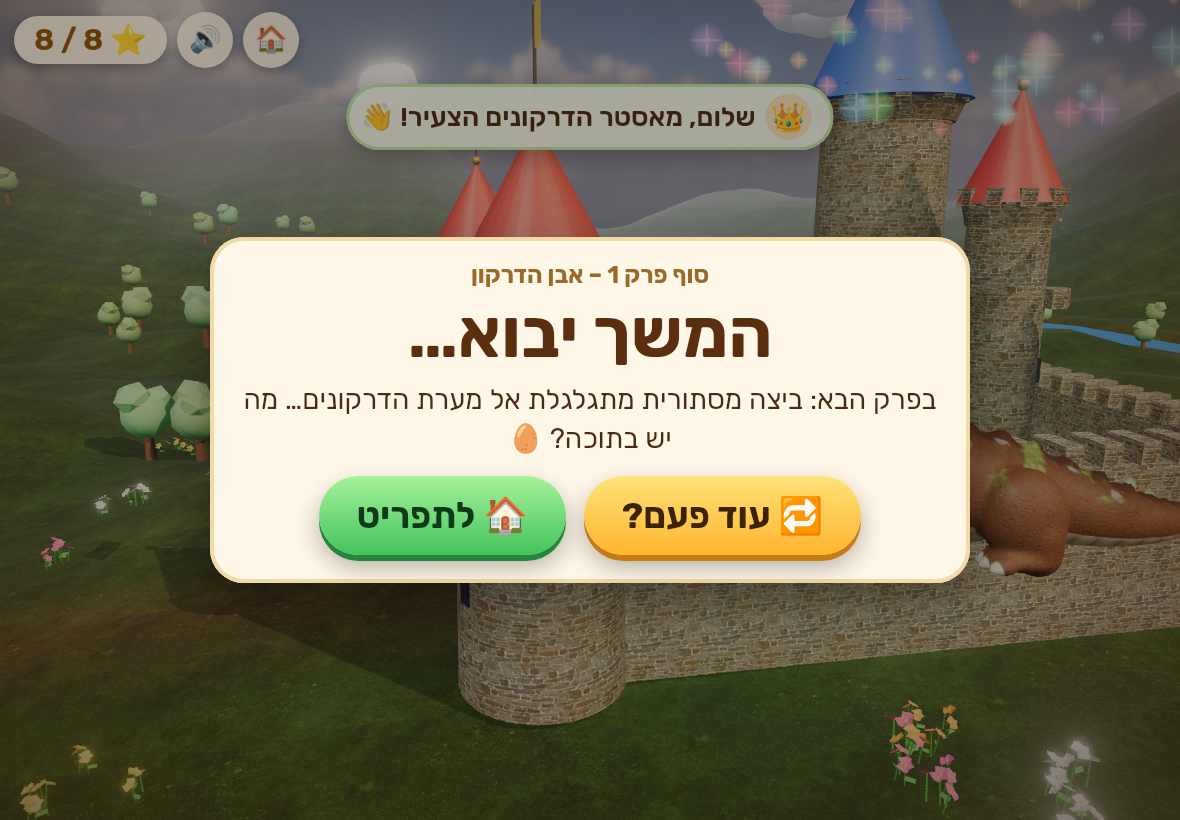 8 / 8 ⭐
שלום, מאסטר הדרקונים הצעיר! 👋
סוף פרק 1 – אבן הדרקון
המשך יבוא...
בפרק הבא: ביצה מסתורית מתגלגלת אל מערת הדרקונים... מה
יש בתוכה? 🥚
🔁 עוד פעם?
🏠 לתפריט